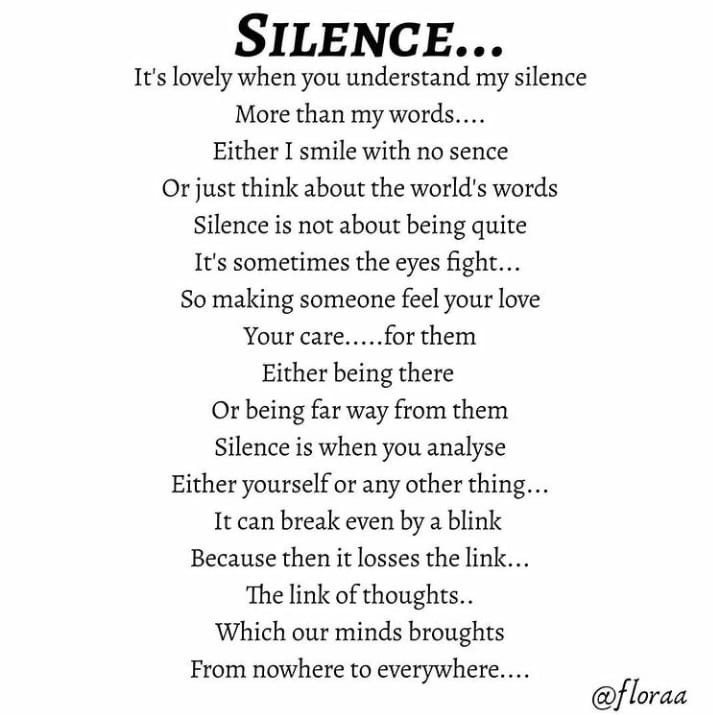 SILENCE...
It's lovely when you understand my silence
More than my words....
Either I smile with no sence
Or just think about the world's words
Silence is not about being quite
It's sometimes the eyes fight...
So making someone feel your love
Your care.....for them
Either being there
Or being far way from them
Silence is when you analyse
Either yourself or any other thing...
It can break even by a blink
Because then it losses the link...
The link of thoughts..
Which our minds broughts
From nowhere to everywhere....
@floraa